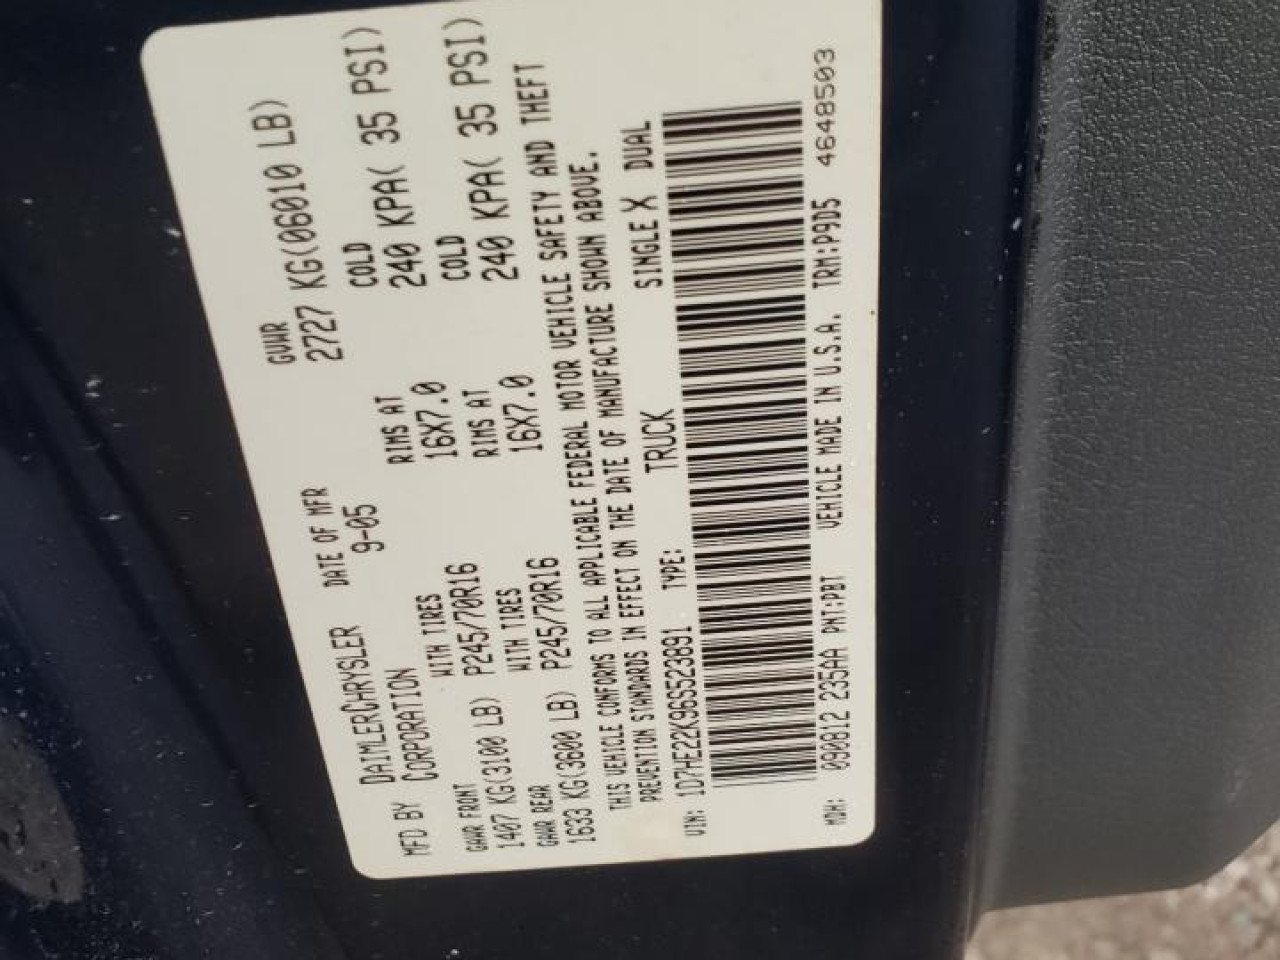 MFD BY DAIMLERCHRYSLER CORPORATION DATE OF MFR 9-05 GVWR 2727 KG(06010 LB)
GAWR FRONT WITH TIRES RIMS AT COLD
1407 KG(3100 LB) P245/70R16 16X7.0 240 KPA( 35 PSI)
GAWR REAR WITH TIRES RIMS AT COLD
1633 KG(3600 LB) P245/70R16 16X7.0 240 KPA( 35 PSI)
THIS VEHICLE CONFORMS TO ALL APPLICABLE FEDERAL MOTOR VEHICLE SAFETY AND THEFT
PREVENTION STANDARDS IN EFFECT ON THE DATE OF MANUFACTURE SHOWN ABOVE.
VIN: 1D7HE22K96S523891 TYPE: TRUCK SINGLE X DUAL
MDH: 090812 235AA PNT:PBT VEHICLE MADE IN U.S.A. TRM:P9D5 4648503